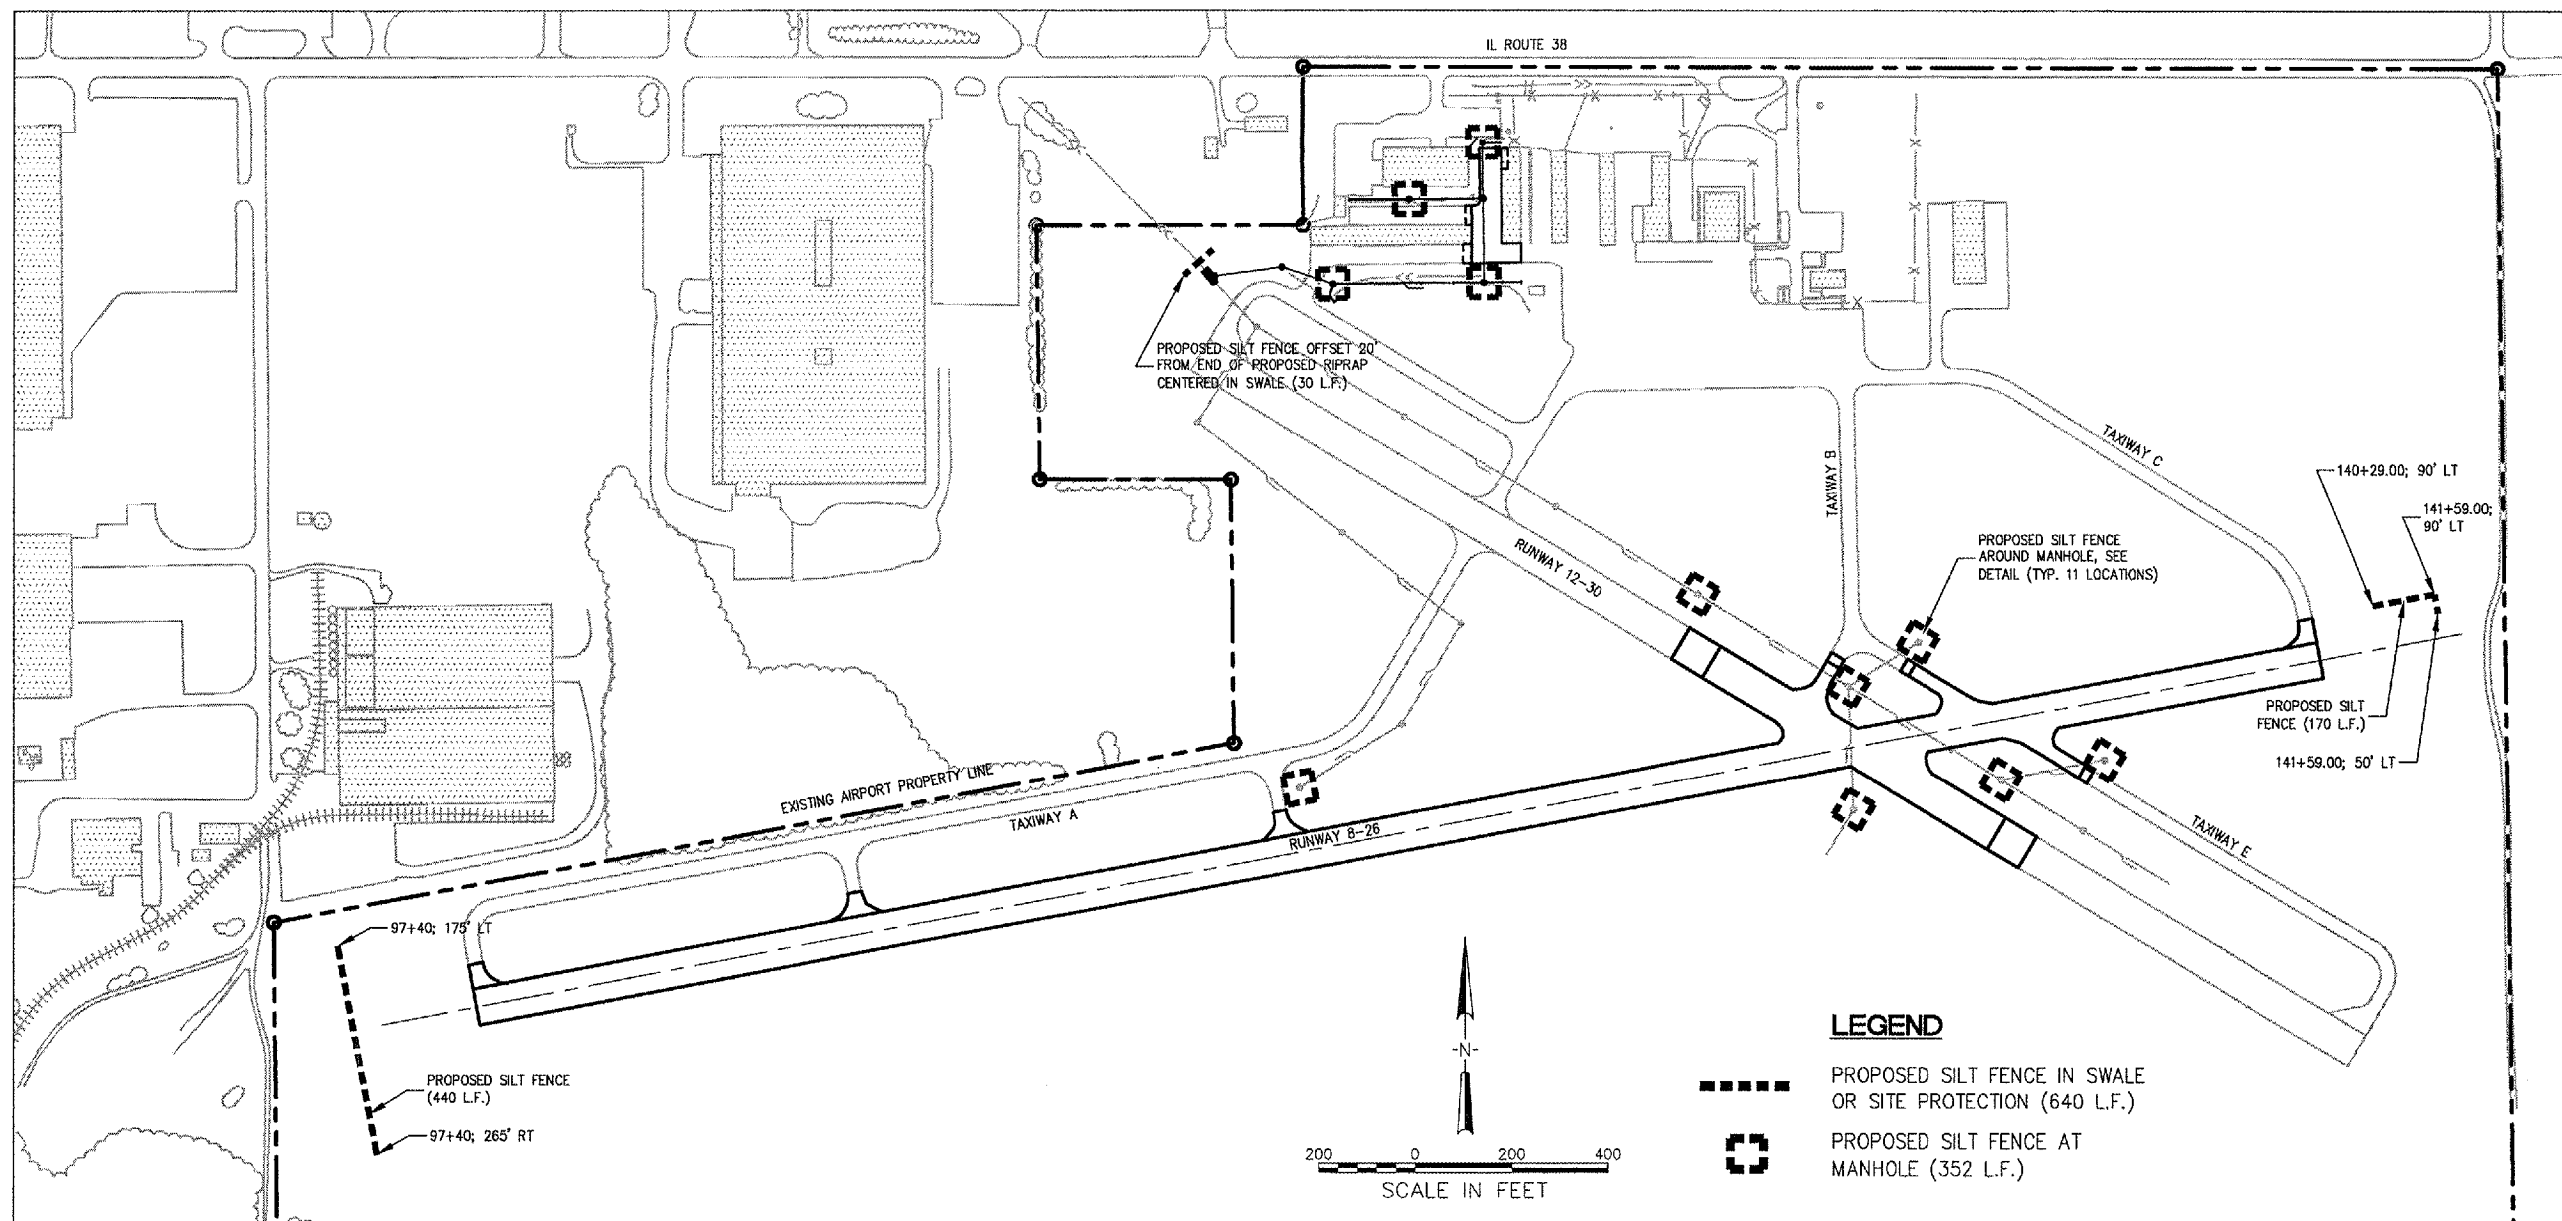 IL ROUTE 38
PROPOSED SILT FENCE OFFSET 20'
FROM END OF PROPOSED RIPRAP
CENTERED IN SWALE (30 L.F.)
TAXIWAY B
TAXIWAY C
140+29.00; 90' LT
141+59.00;
90' LT
PROPOSED SILT FENCE
AROUND MANHOLE, SEE
DETAIL (TYP. 11 LOCATIONS)
RUNWAY 12-30
PROPOSED SILT
FENCE (170 L.F.)
141+59.00; 50' LT
EXISTING AIRPORT PROPERTY LINE
TAXIWAY A
RUNWAY 8-26
TAXIWAY E
97+40; 175' LT
PROPOSED SILT FENCE
(440 L.F.)
97+40; 265' RT
-N-
200 0 200 400
SCALE IN FEET
LEGEND
PROPOSED SILT FENCE IN SWALE
OR SITE PROTECTION (640 L.F.)
PROPOSED SILT FENCE AT
MANHOLE (352 L.F.)